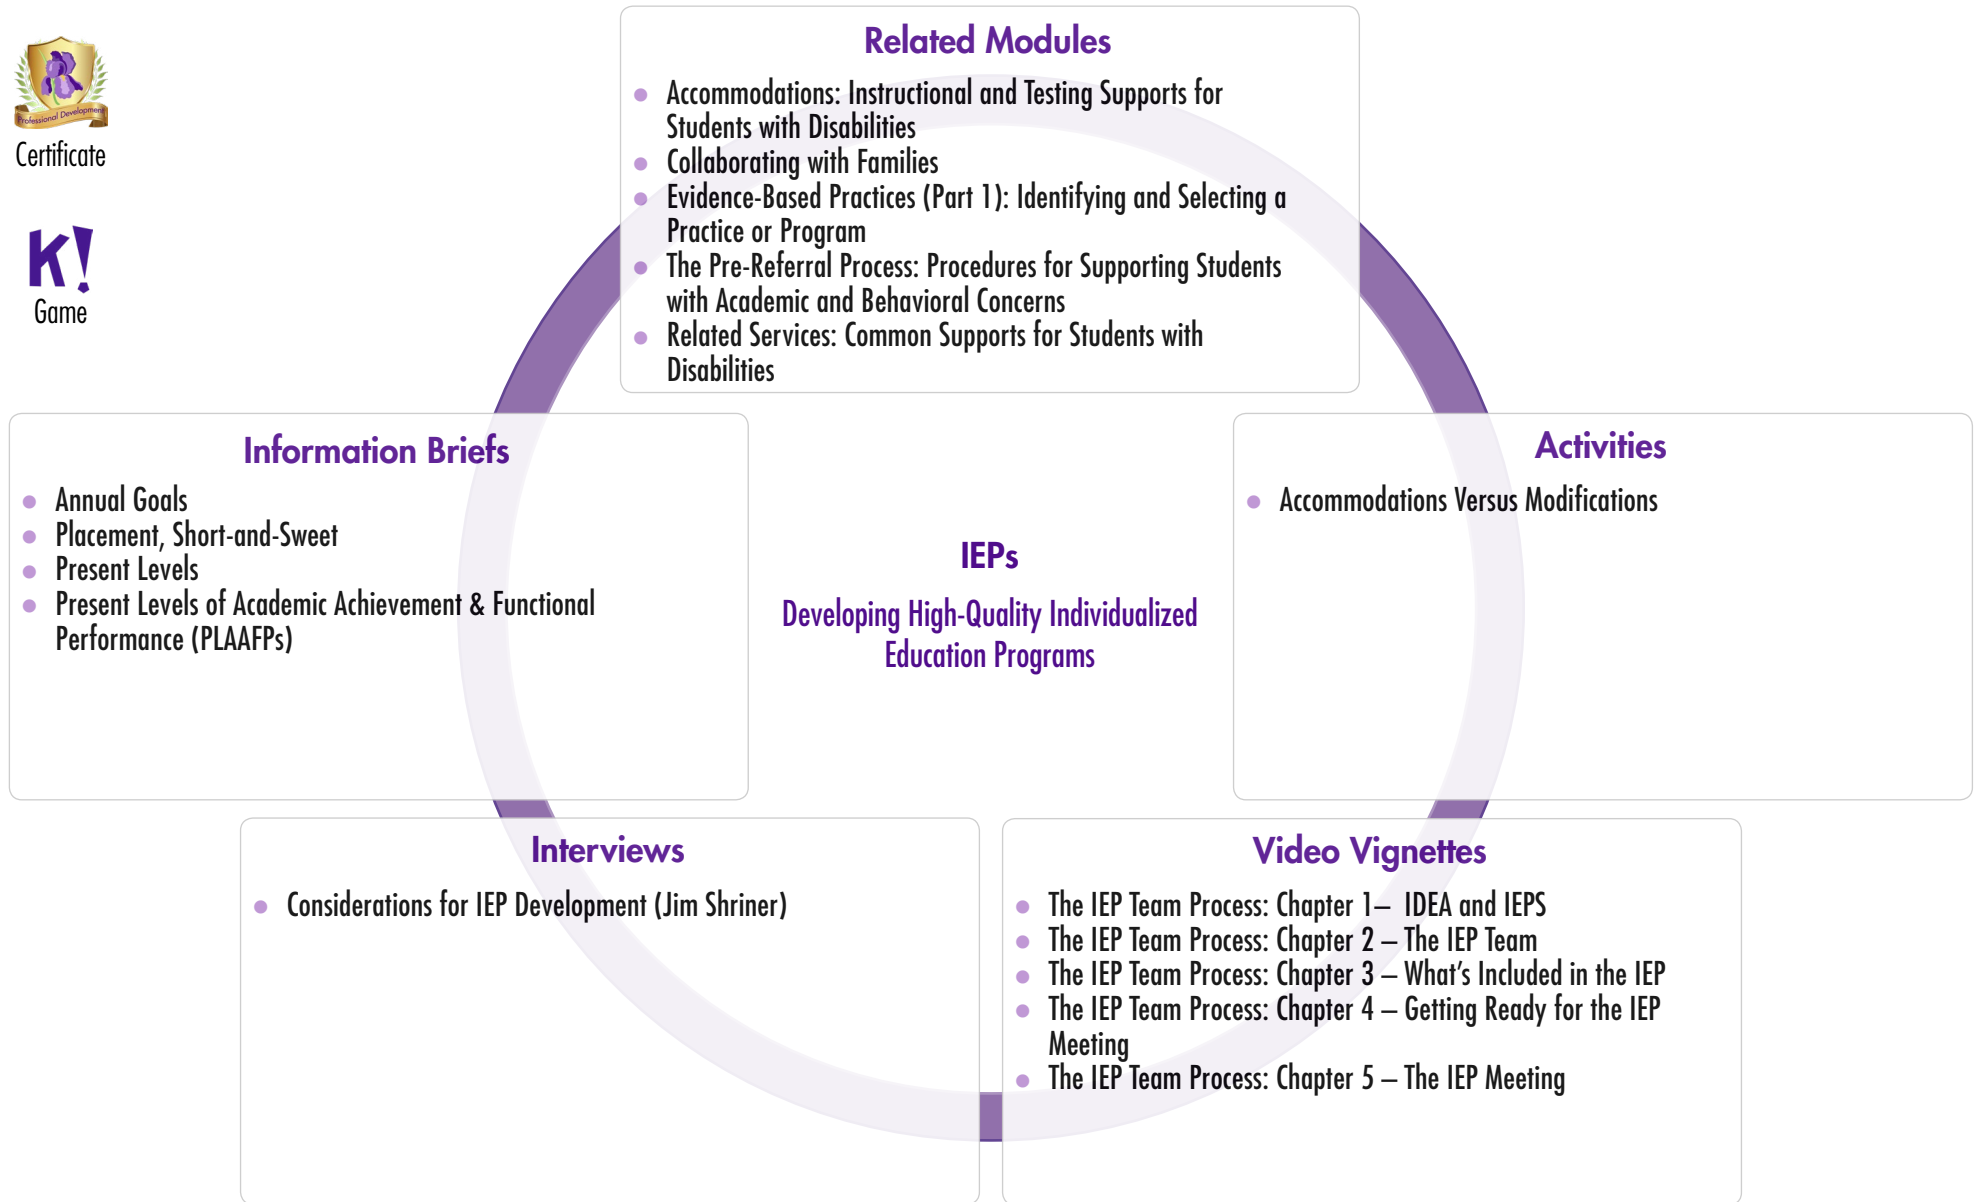 Professional Development
Certificate
K!
Game
Related Modules
Accommodations: Instructional and Testing Supports for
Students with Disabilities
Collaborating with Families
Evidence-Based Practices (Part 1): Identifying and Selecting a
Practice or Program
The Pre-Referral Process: Procedures for Supporting Students
with Academic and Behavioral Concerns
Related Services: Common Supports for Students with
Disabilities
Information Briefs
Annual Goals
Placement, Short-and-Sweet
Present Levels
Present Levels of Academic Achievement & Functional
Performance (PLAAFPs)
IEPs
Developing High-Quality Individualized
Education Programs
Activities
Accommodations Versus Modifications
Interviews
Considerations for IEP Development (Jim Shriner)
Video Vignettes
The IEP Team Process: Chapter 1–  IDEA and IEPS
The IEP Team Process: Chapter 2 – The IEP Team
The IEP Team Process: Chapter 3 – What’s Included in the IEP
The IEP Team Process: Chapter 4 – Getting Ready for the IEP
Meeting
The IEP Team Process: Chapter 5 – The IEP Meeting